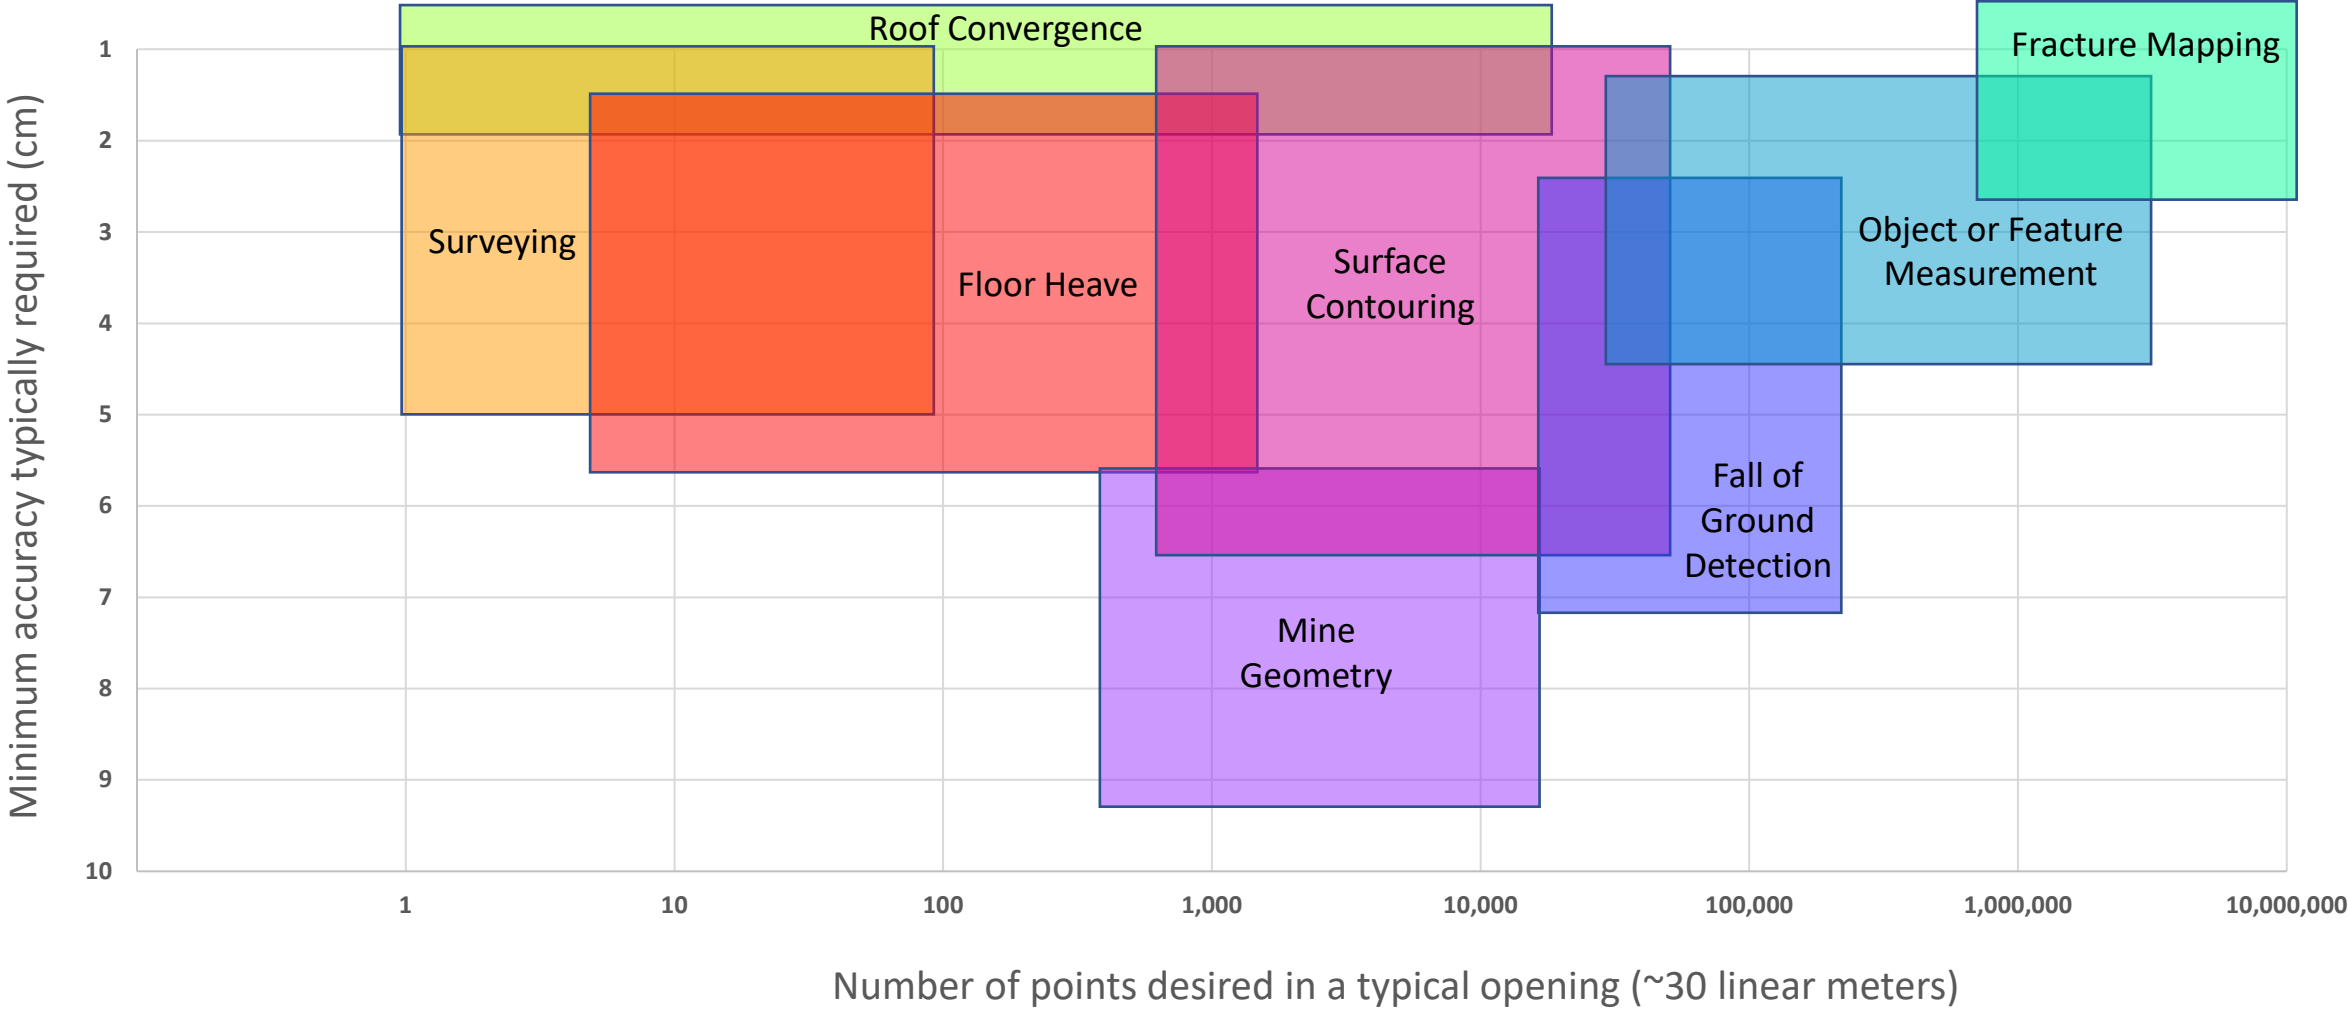 Minimum accuracy typically required (cm)
1
2
3
4
5
6
7
8
9
10
Roof Convergence
Fracture Mapping
Surveying
Floor Heave
Surface
Contouring
Object or Feature
Measurement
Fall of
Ground
Detection
Mine
Geometry
1
10
100
1,000
10,000
100,000
1,000,000
10,000,000
Number of points desired in a typical opening (~30 linear meters)